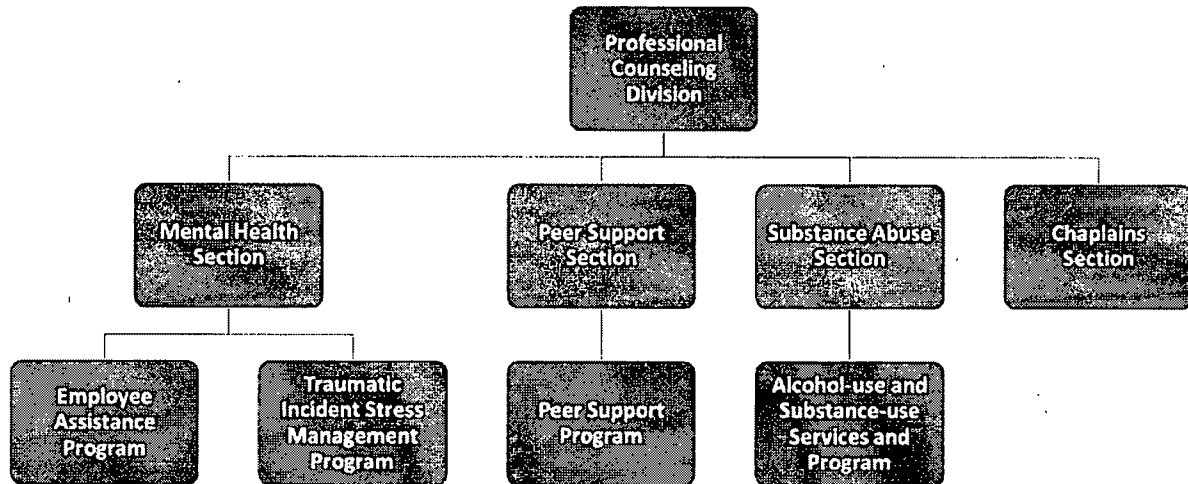 Professional
Counseling
Division
Mental Health
Section
Peer Support
Section
Substance Abuse
Section
Chaplains
Section
Employee
Assistance
Program
Traumatic
Incident Stress
Management
Program
Peer Support
Program
Alcohol-use and
Substance-use
Services and
Program